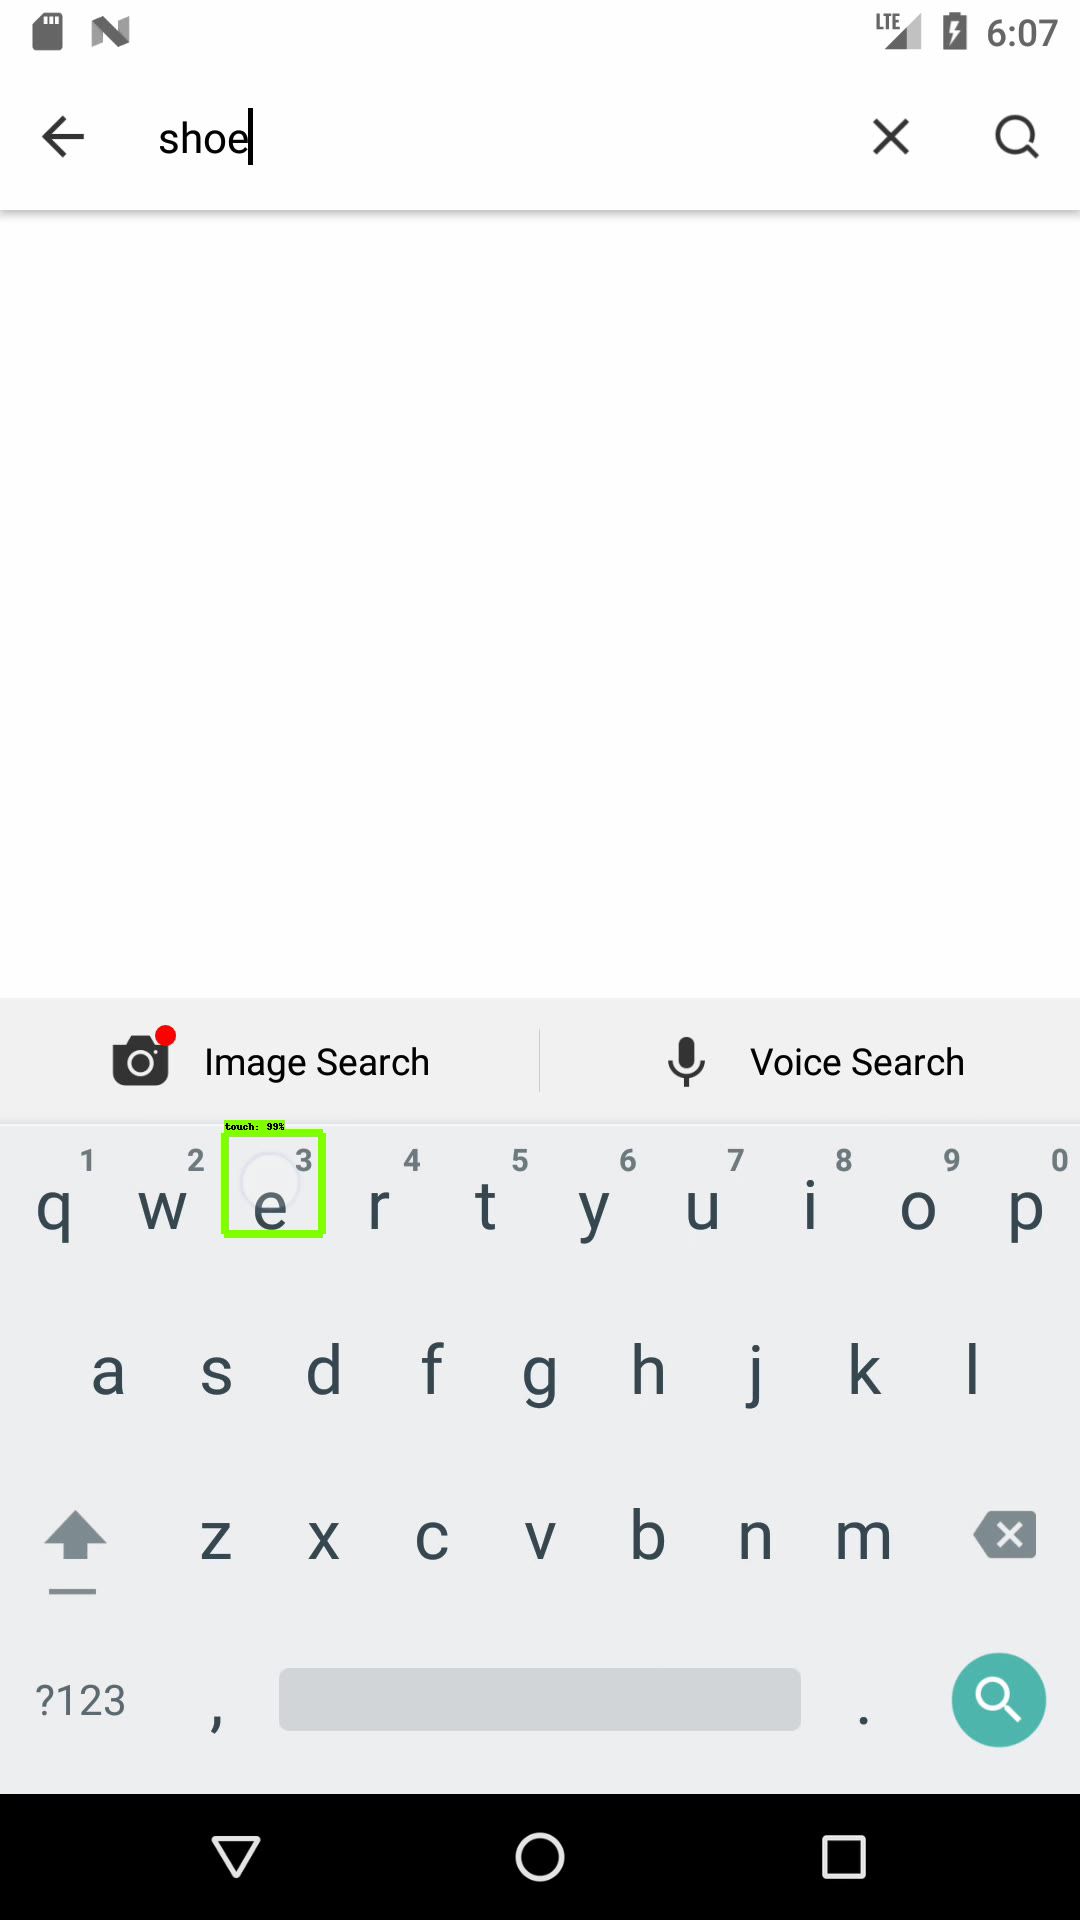 LTE 6:07
shoe
Image Search Voice Search
touch: 99%
1 2 3 4 5 6 7 8 9 0
q w e r t y u i o p
a s d f g h j k l
z x c v b n m
?123 , .